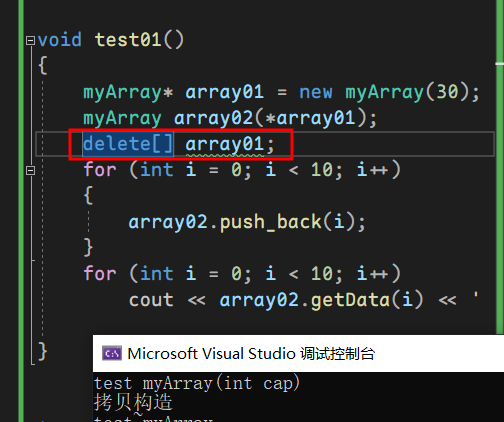 void test01()
{
myArray* array01 = new myArray(30);
myArray array02(*array01);
delete[] array01;
for (int i = 0; i < 10; i++)
{
array02.push_back(i);
}
for (int i = 0; i < 10; i++)
cout << array02.getData(i) << '
}
Microsoft Visual Studio 调试控制台
test myArray(int cap)
拷贝构造
test~myArray